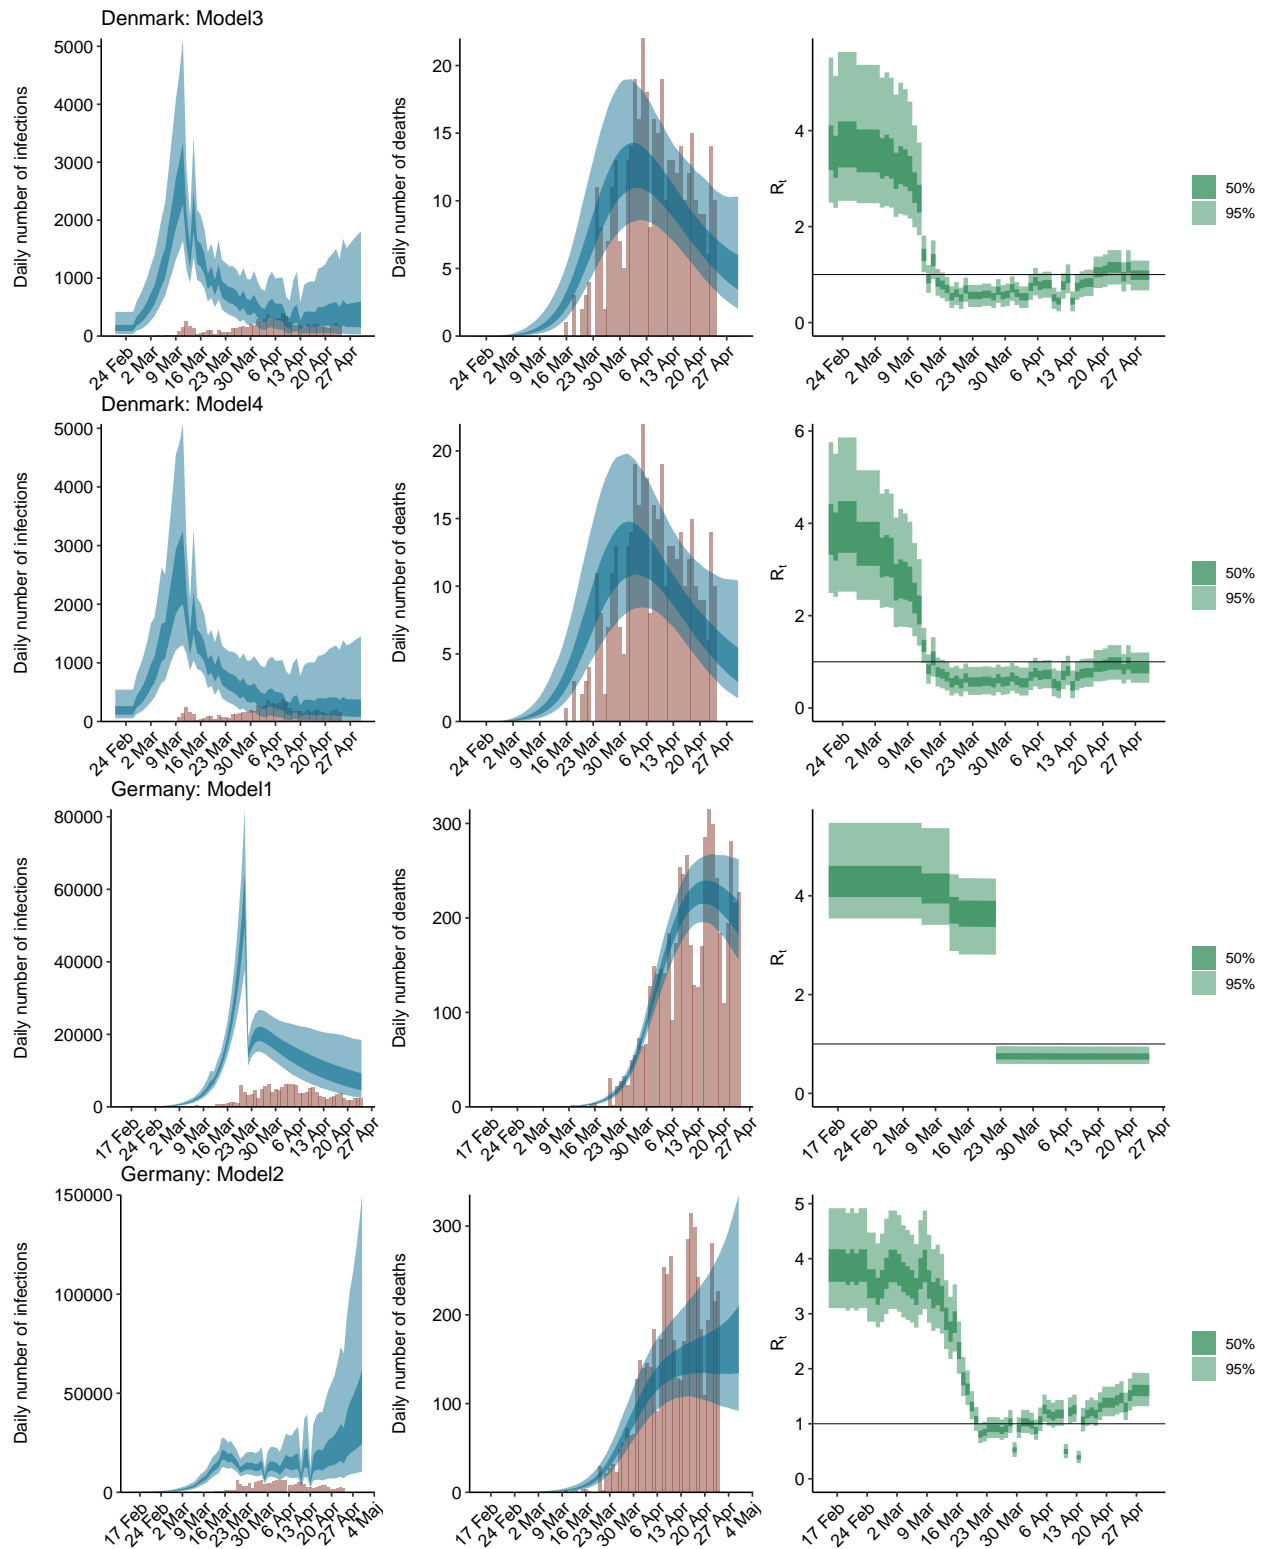 Denmark: Model3
Daily number of infections
5000
4000
3000
2000
1000
0
24 Feb
2 Mar
9 Mar
16 Mar
23 Mar
30 Mar
6 Apr
13 Apr
20 Apr
27 Apr
Daily number of deaths
20
15
10
5
0
24 Feb
2 Mar
9 Mar
16 Mar
23 Mar
30 Mar
6 Apr
13 Apr
20 Apr
27 Apr
Rt
4
2
0
24 Feb
2 Mar
9 Mar
16 Mar
23 Mar
30 Mar
6 Apr
13 Apr
20 Apr
27 Apr
50%
95%
Denmark: Model4
Daily number of infections
5000
4000
3000
2000
1000
0
24 Feb
2 Mar
9 Mar
16 Mar
23 Mar
30 Mar
6 Apr
13 Apr
20 Apr
27 Apr
Daily number of deaths
20
15
10
5
0
24 Feb
2 Mar
9 Mar
16 Mar
23 Mar
30 Mar
6 Apr
13 Apr
20 Apr
27 Apr
Rt
6
4
2
0
24 Feb
2 Mar
9 Mar
16 Mar
23 Mar
30 Mar
6 Apr
13 Apr
20 Apr
27 Apr
50%
95%
Germany: Model1
Daily number of infections
80000
60000
40000
20000
0
17 Feb
24 Feb
2 Mar
9 Mar
16 Mar
23 Mar
30 Mar
6 Apr
13 Apr
20 Apr
27 Apr
Daily number of deaths
300
200
100
0
17 Feb
24 Feb
2 Mar
9 Mar
16 Mar
23 Mar
30 Mar
6 Apr
13 Apr
20 Apr
27 Apr
Rt
4
2
0
17 Feb
24 Feb
2 Mar
9 Mar
16 Mar
23 Mar
30 Mar
6 Apr
13 Apr
20 Apr
27 Apr
50%
95%
Germany: Model2
Daily number of infections
150000
100000
50000
0
17 Feb
24 Feb
2 Mar
9 Mar
16 Mar
23 Mar
30 Mar
6 Apr
13 Apr
20 Apr
27 Apr
4 Maj
Daily number of deaths
300
200
100
0
17 Feb
24 Feb
2 Mar
9 Mar
16 Mar
23 Mar
30 Mar
6 Apr
13 Apr
20 Apr
27 Apr
4 Maj
Rt
5
4
3
2
1
0
17 Feb
24 Feb
2 Mar
9 Mar
16 Mar
23 Mar
30 Mar
6 Apr
13 Apr
20 Apr
27 Apr
50%
95%